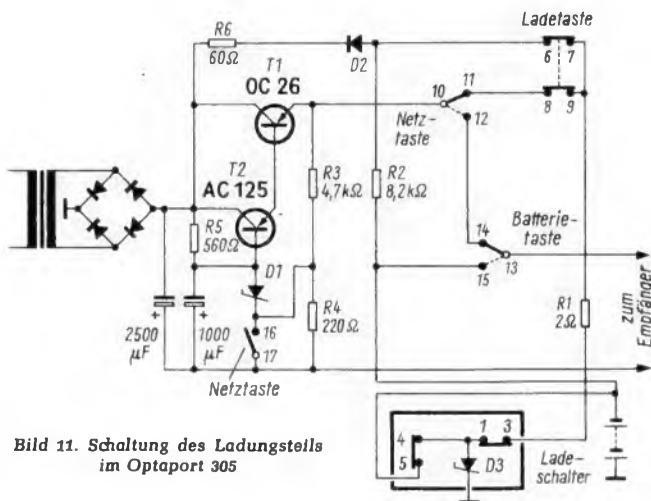 R6
60Ω
D2
Ladetaste
6 7
T1
OC 26
10
11
12
8 9
Netz-
taste
T2
AC 125
R3
4,7kΩ
R2
8,2kΩ
R5
560Ω
Batterie-
taste
14
13
15
D1
R4
220Ω
R1
2Ω
zum
Empfänger
16
17
+
2500
µF
+
1000
µF
Netztaste
4
5
1 3
D3
Lade-
schalter
Bild 11. Schaltung des Ladungsteils
im Optaport 305